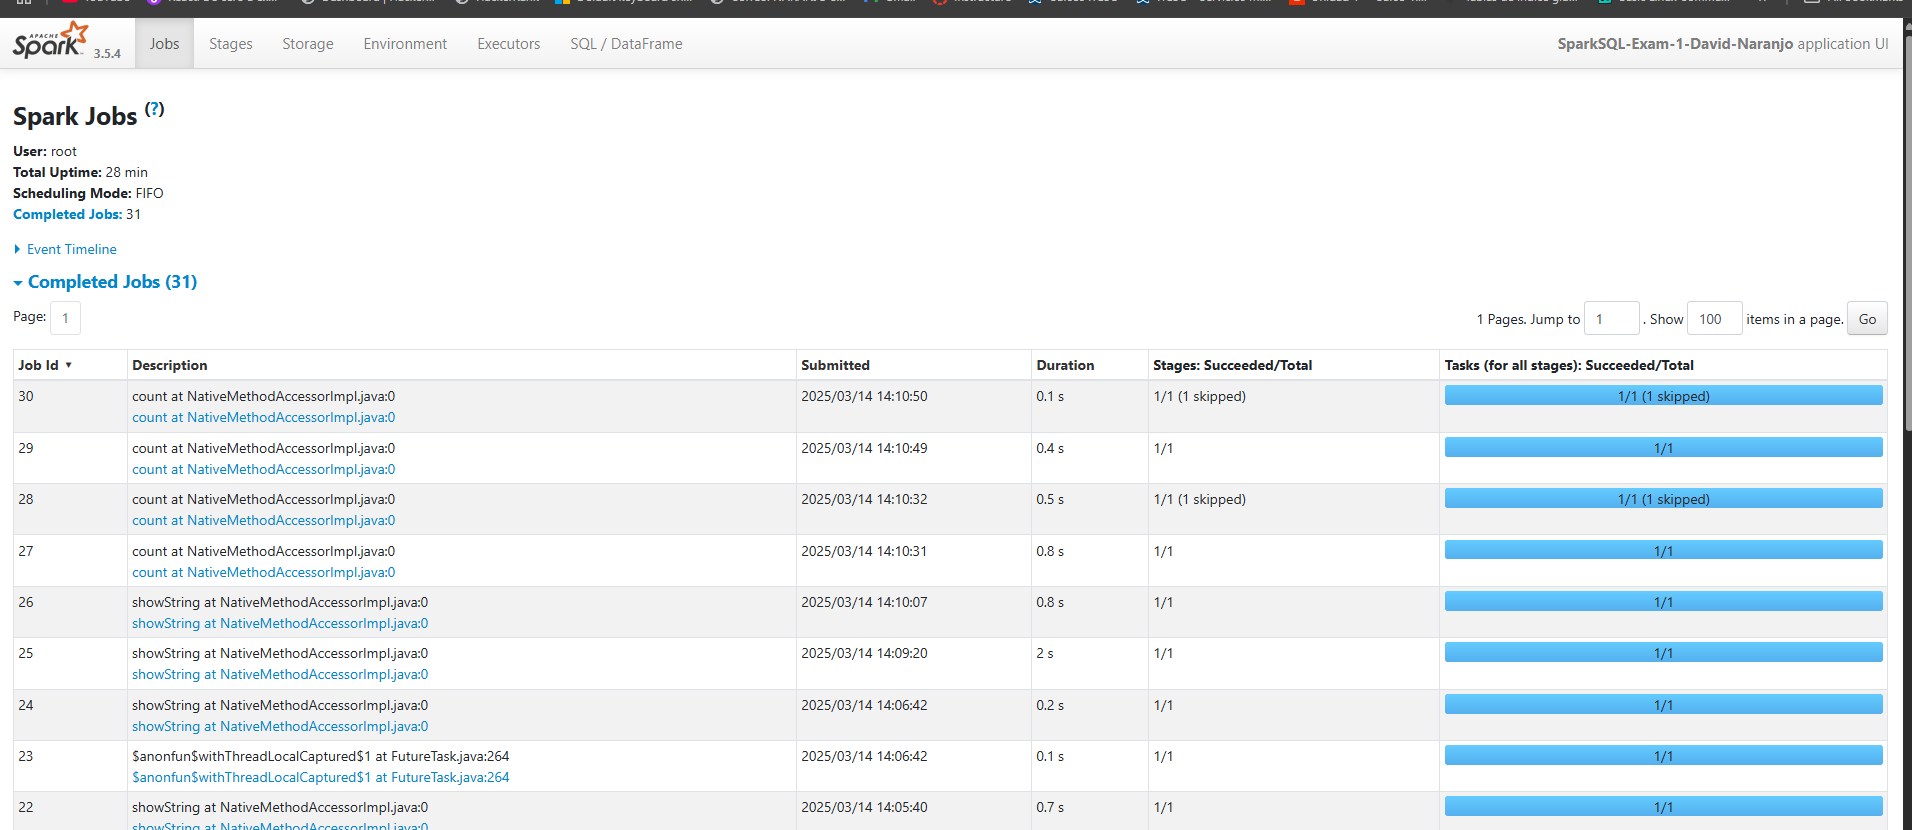 APACHE
Spark 3.5.4
Jobs
Stages
Storage
Environment
Executors
SQL / DataFrame
SparkSQL-Exam-1-David-Naranjo application UI
Spark Jobs (?)
User: root
Total Uptime: 28 min
Scheduling Mode: FIFO
Completed Jobs: 31
Event Timeline
Completed Jobs (31)
Page: 1
1 Pages. Jump to 1 . Show 100 items in a page. Go
Job Id ▾ Description Submitted Duration Stages: Succeeded/Total Tasks (for all stages): Succeeded/Total
30 count at NativeMethodAccessorImpl.java:0 2025/03/14 14:10:50 0.1 s 1/1 (1 skipped) 1/1 (1 skipped)
count at NativeMethodAccessorImpl.java:0
29 count at NativeMethodAccessorImpl.java:0 2025/03/14 14:10:49 0.4 s 1/1 1/1
count at NativeMethodAccessorImpl.java:0
28 count at NativeMethodAccessorImpl.java:0 2025/03/14 14:10:32 0.5 s 1/1 (1 skipped) 1/1 (1 skipped)
count at NativeMethodAccessorImpl.java:0
27 count at NativeMethodAccessorImpl.java:0 2025/03/14 14:10:31 0.8 s 1/1 1/1
count at NativeMethodAccessorImpl.java:0
26 showString at NativeMethodAccessorImpl.java:0 2025/03/14 14:10:07 0.8 s 1/1 1/1
showString at NativeMethodAccessorImpl.java:0
25 showString at NativeMethodAccessorImpl.java:0 2025/03/14 14:09:20 2 s 1/1 1/1
showString at NativeMethodAccessorImpl.java:0
24 showString at NativeMethodAccessorImpl.java:0 2025/03/14 14:06:42 0.2 s 1/1 1/1
showString at NativeMethodAccessorImpl.java:0
23 $anonfun$withThreadLocalCaptured$1 at FutureTask.java:264 2025/03/14 14:06:42 0.1 s 1/1 1/1
$anonfun$withThreadLocalCaptured$1 at FutureTask.java:264
22 showString at NativeMethodAccessorImpl.java:0 2025/03/14 14:05:40 0.7 s 1/1 1/1
showString at NativeMethodAccessorImpl.java:0